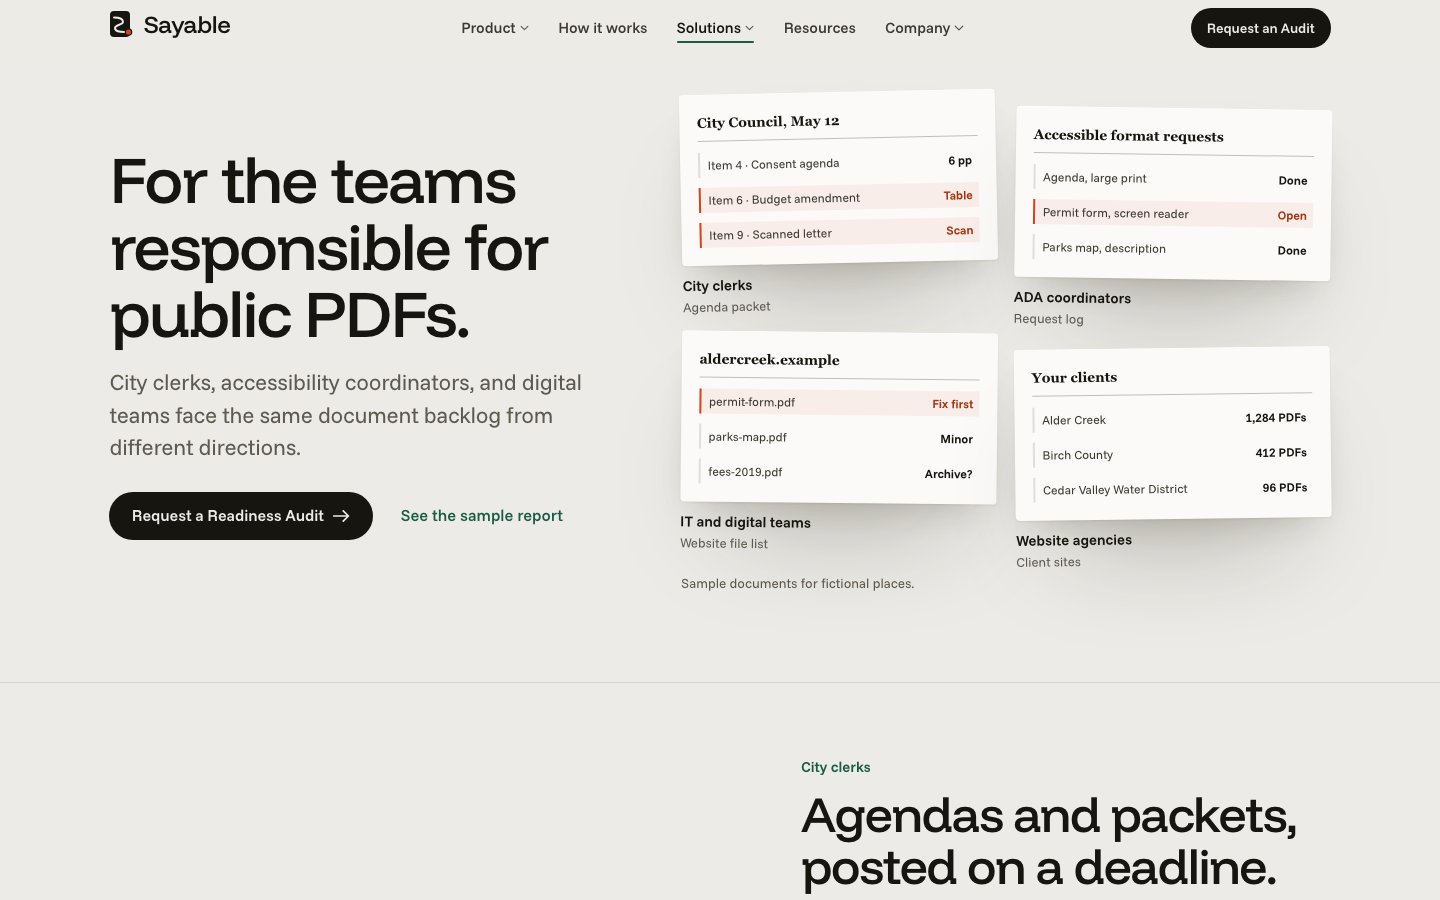 Sayable
Product
How it works
Solutions
Resources
Company
Request an Audit
For the teams
responsible for
public PDFs.
City clerks, accessibility coordinators, and digital
teams face the same document backlog from
different directions.
Request a Readiness Audit
See the sample report
City Council, May 12
Item 4 · Consent agenda 6 pp
Item 6 · Budget amendment Table
Item 9 · Scanned letter Scan
City clerks
Agenda packet
Accessible format requests
Agenda, large print Done
Permit form, screen reader Open
Parks map, description Done
ADA coordinators
Request log
aldercreek.example
permit-form.pdf Fix first
parks-map.pdf Minor
fees-2019.pdf Archive?
IT and digital teams
Website file list
Your clients
Alder Creek 1,284 PDFs
Birch County 412 PDFs
Cedar Valley Water District 96 PDFs
Website agencies
Client sites
Sample documents for fictional places.
City clerks
Agendas and packets,
posted on a deadline.